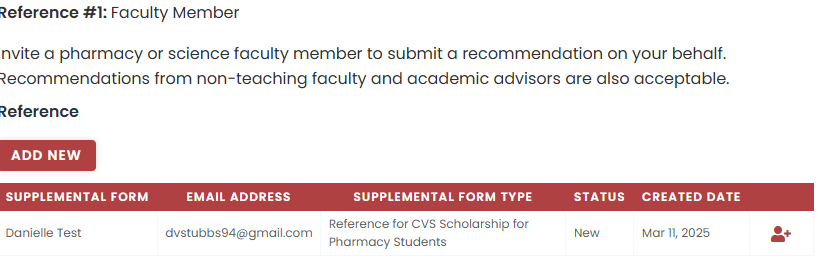 Reference #1: Faculty Member
nvite a pharmacy or science faculty member to submit a recommendation on your behalf.
Recommendations from non-teaching faculty and academic advisors are also acceptable.
Reference
ADD NEW
SUPPLEMENTAL FORM EMAIL ADDRESS SUPPLEMENTAL FORM TYPE STATUS CREATED DATE
Danielle Test dvstubbs94@gmail.com Reference for CVS Scholarship for New Mar 11, 2025
Pharmacy Students